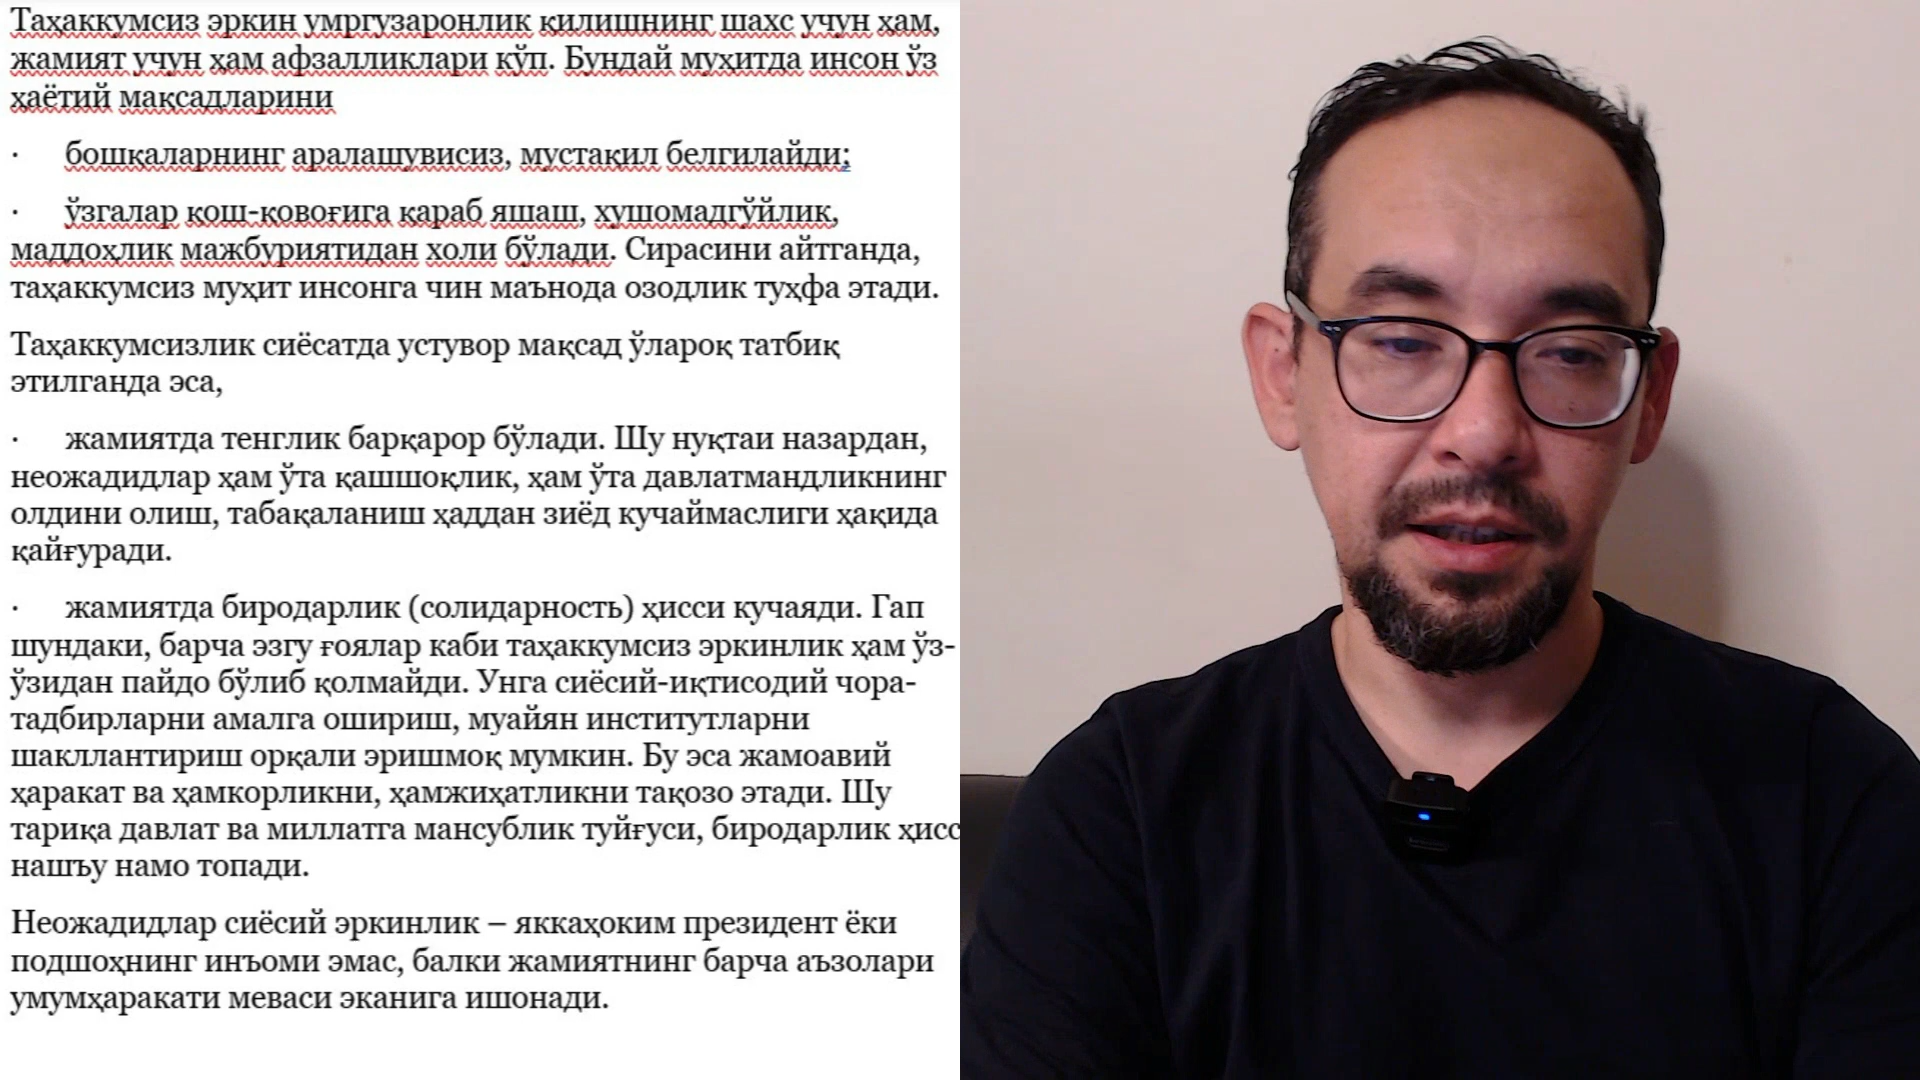 Таҳаккумсиз эркин умргузаронлик қилишнинг шахс учун ҳам,
жамият учун ҳам афзалликлари кўп. Бундай муҳитда инсон ўз
ҳаётий мақсадларини
· бошқаларнинг аралашувисиз, мустақил белгилайди;
· ўзгалар қош-қовоғига қараб яшаш, хушомадгўйлик,
маддоҳлик мажбуриятидан холи бўлади. Сирасини айтганда,
таҳаккумсиз муҳит инсонга чин маънода озодлик туҳфа этади.
Таҳаккумсизлик сиёсатда устувор мақсад ўлароқ татбиқ
этилганда эса,
· жамиятда тенглик барқарор бўлади. Шу нуқтаи назардан,
неожадидлар ҳам ўта қашшоқлик, ҳам ўта давлатмандликнинг
олдини олиш, табақаланиш ҳаддан зиёд кучаймаслиги ҳақида
қайғуради.
· жамиятда биродарлик (солидарность) ҳисси кучаяди. Гап
шундаки, барча эзгу ғоялар каби таҳаккумсиз эркинлик ҳам ўз-
ўзидан пайдо бўлиб қолмайди. Унга сиёсий-иқтисодий чора-
тадбирларни амалга ошириш, муайян институтларни
шакллантириш орқали эришмоқ мумкин. Бу эса жамоавий
ҳаракат ва ҳамкорликни, ҳамжиҳатликни тақозо этади. Шу
тариқа давлат ва миллатга мансублик туйғуси, биродарлик ҳисс
нашъу намо топади.
Неожадидлар сиёсий эркинлик – яккаҳоким президент ёки
подшоҳнинг инъоми эмас, балки жамиятнинг барча аъзолари
умумҳаракати меваси эканига ишонади.